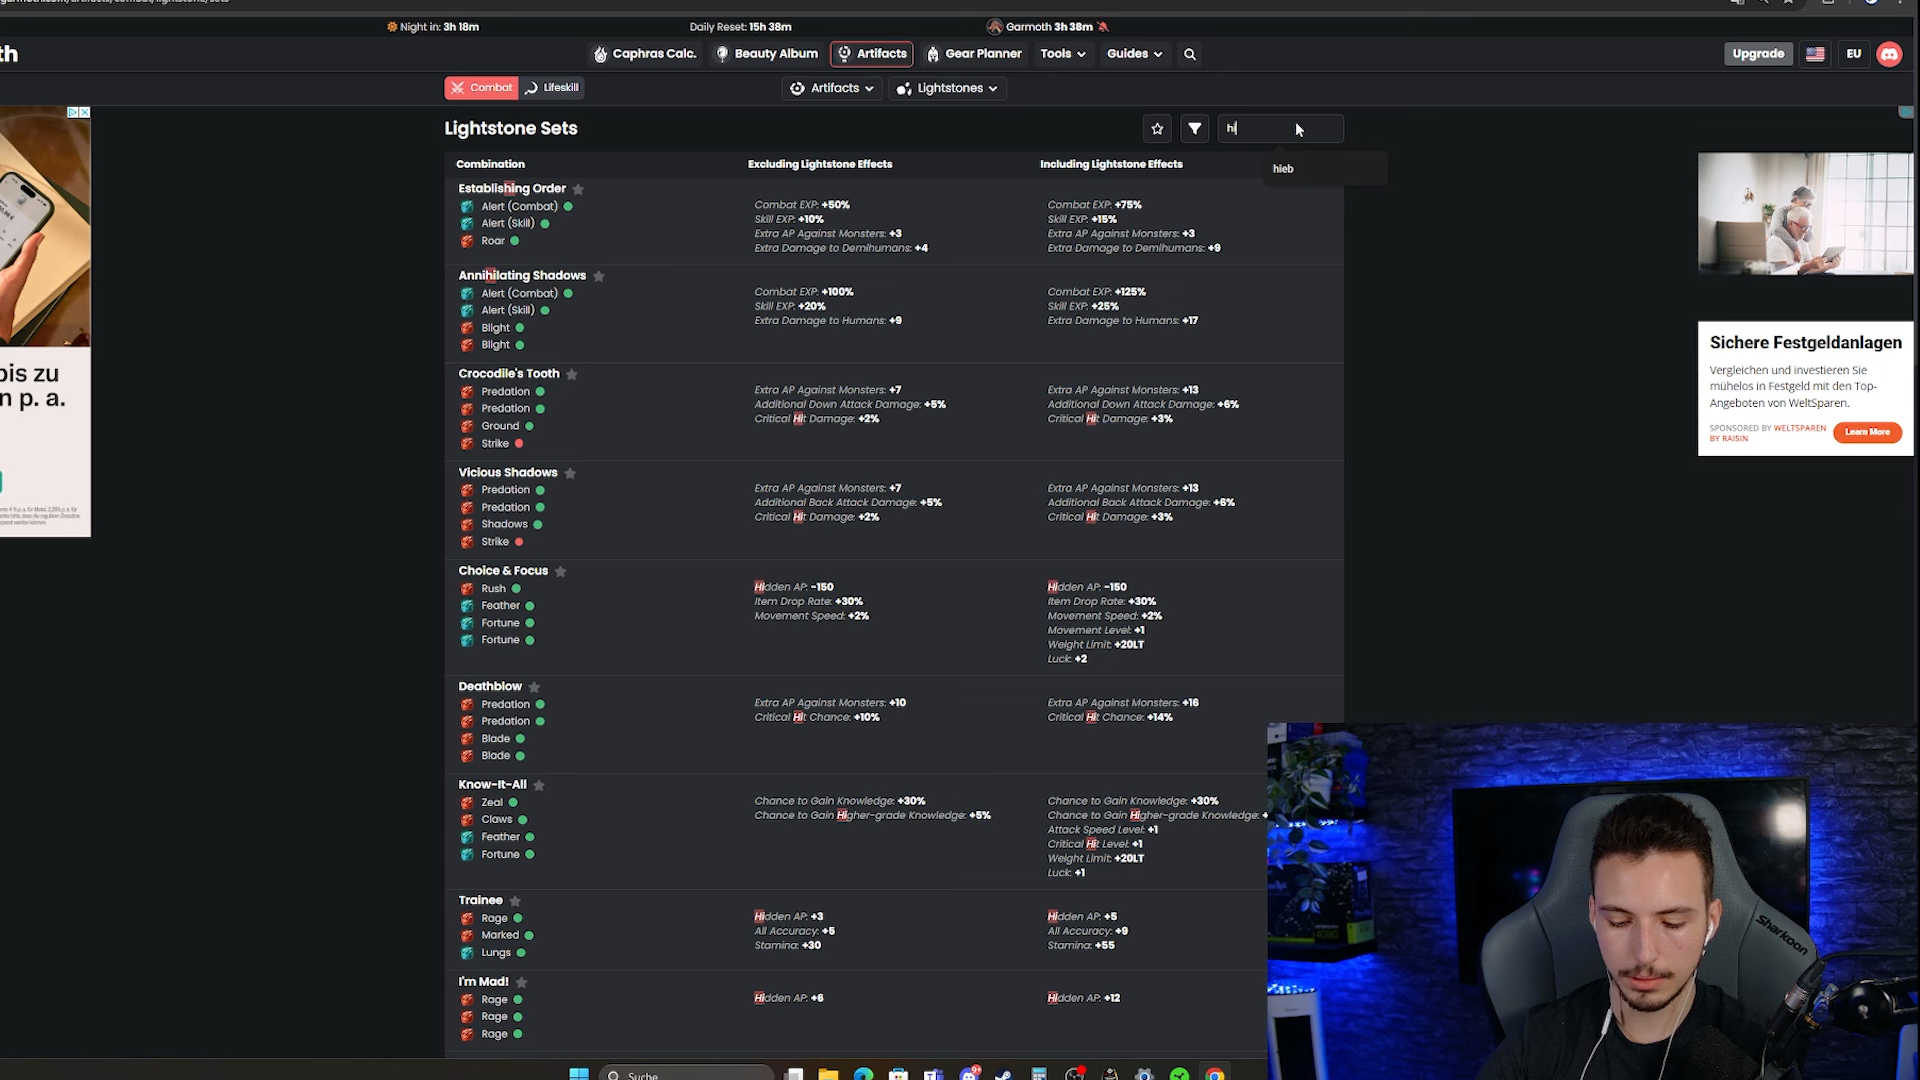 Night in: 3h 18m
Daily Reset: 15h 38m
Garmoth 3h 38m
th
Caphras Calc.
Beauty Album
Artifacts
Gear Planner
Tools
Guides
Upgrade
EU
Combat
Lifeskill
Artifacts
Lightstones
Lightstone Sets
hi
hieb
Combination
Excluding Lightstone Effects
Including Lightstone Effects
Establishing Order
Alert (Combat)
Alert (Skill)
Roar
Combat EXP: +50%
Skill EXP: +10%
Extra AP Against Monsters: +3
Extra Damage to Demihumans: +4
Combat EXP: +75%
Skill EXP: +15%
Extra AP Against Monsters: +3
Extra Damage to Demihumans: +9
Annihilating Shadows
Alert (Combat)
Alert (Skill)
Blight
Blight
Combat EXP: +100%
Skill EXP: +20%
Extra Damage to Humans: +9
Combat EXP: +125%
Skill EXP: +25%
Extra Damage to Humans: +17
Crocodile's Tooth
Predation
Predation
Ground
Strike
Extra AP Against Monsters: +7
Additional Down Attack Damage: +5%
Critical Hit Damage: +2%
Extra AP Against Monsters: +13
Additional Down Attack Damage: +6%
Critical Hit Damage: +3%
Vicious Shadows
Predation
Predation
Shadows
Strike
Extra AP Against Monsters: +7
Additional Back Attack Damage: +5%
Critical Hit Damage: +2%
Extra AP Against Monsters: +13
Additional Back Attack Damage: +6%
Critical Hit Damage: +3%
Choice & Focus
Rush
Feather
Fortune
Fortune
Hidden AP: -150
Item Drop Rate: +30%
Movement Speed: +2%
Hidden AP: -150
Item Drop Rate: +30%
Movement Speed: +2%
Movement Level: +1
Weight Limit: +20LT
Luck: +2
Deathblow
Predation
Predation
Blade
Blade
Extra AP Against Monsters: +10
Critical Hit Chance: +10%
Extra AP Against Monsters: +16
Critical Hit Chance: +14%
Know-It-All
Zeal
Claws
Feather
Fortune
Chance to Gain Knowledge: +30%
Chance to Gain Higher-grade Knowledge: +5%
Chance to Gain Knowledge: +30%
Chance to Gain Higher-grade Knowledge: +
Attack Speed Level: +1
Critical Hit Level: +1
Weight Limit: +20LT
Luck: +1
Trainee
Rage
Marked
Lungs
Hidden AP: +3
All Accuracy: +5
Stamina: +30
Hidden AP: +5
All Accuracy: +9
Stamina: +55
I'm Mad!
Rage
Rage
Rage
Hidden AP: +6
Hidden AP: +12
bis zu
n p. a.
Sichere Festgeldanlagen
Vergleichen und investieren Sie
mühelos in Festgeld mit den Top-
Angeboten von WeltSparen.
SPONSORED BY WELTSPAREN
BY RAISIN
Learn More
Sharkoon
Suche